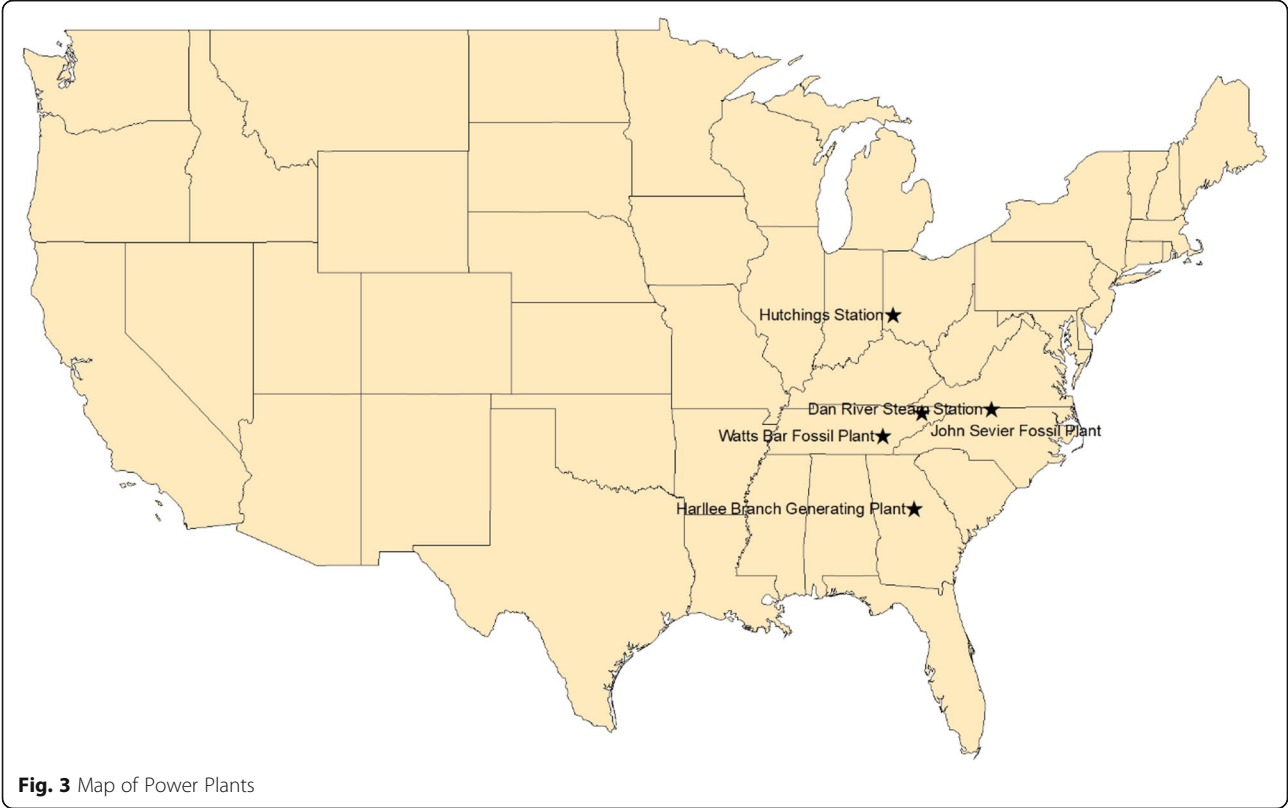 Hutchings Station
Dan River Steam Station
John Sevier Fossil Plant
Watts Bar Fossil Plant
Harllee Branch Generating Plant
Fig. 3 Map of Power Plants